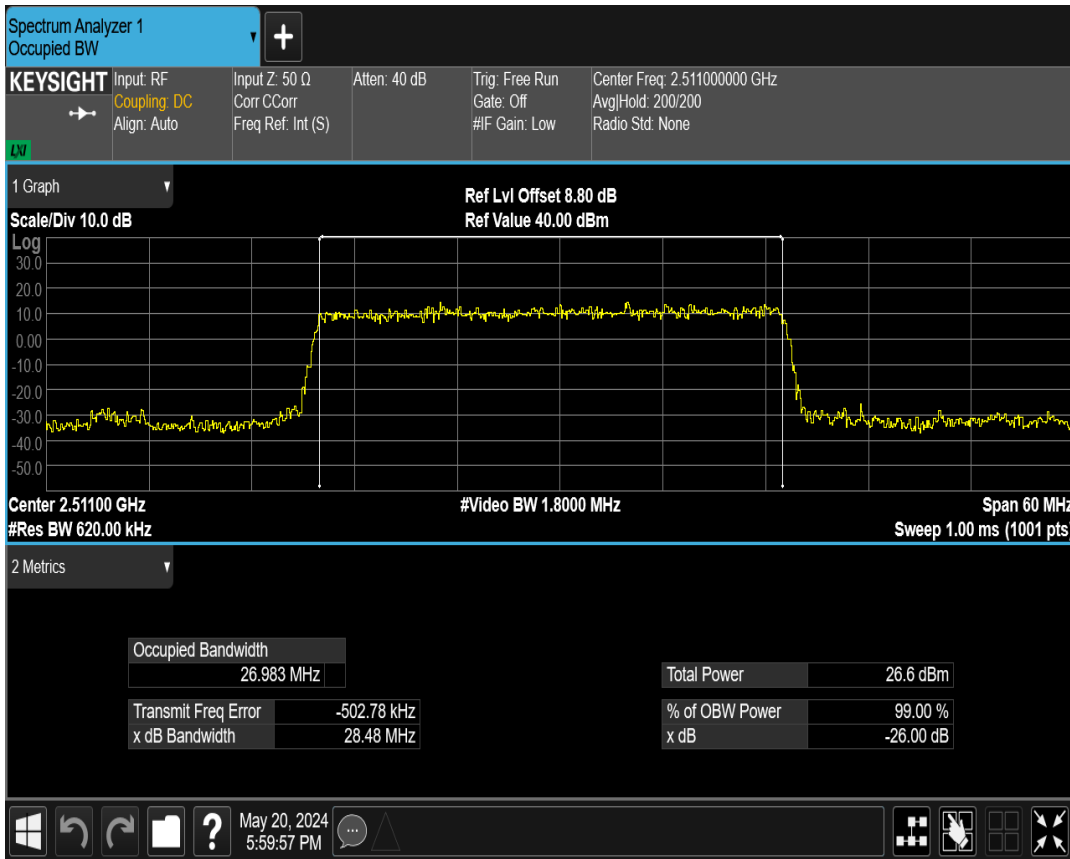 Spectrum Analyzer 1
Occupied BW
KEYSIGHT
LXI
Input: RF
Coupling: DC
Align: Auto
Input Z: 50 Ω
Corr CCorr
Freq Ref: Int (S)
Atten: 40 dB
Trig: Free Run
Gate: Off
#IF Gain: Low
Center Freq: 2.511000000 GHz
Avg|Hold: 200/200
Radio Std: None
1 Graph
Scale/Div 10.0 dB
Ref Lvl Offset 8.80 dB
Ref Value 40.00 dBm
Log
30.0
20.0
10.0
0.00
-10.0
-20.0
-30.0
-40.0
-50.0
Center 2.51100 GHz
#Res BW 620.00 kHz
#Video BW 1.8000 MHz
Span 60 MHz
Sweep 1.00 ms (1001 pts)
2 Metrics
Occupied Bandwidth
26.983 MHz
Transmit Freq Error -502.78 kHz
x dB Bandwidth 28.48 MHz
Total Power 26.6 dBm
% of OBW Power 99.00 %
x dB -26.00 dB
?
May 20, 2024
5:59:57 PM